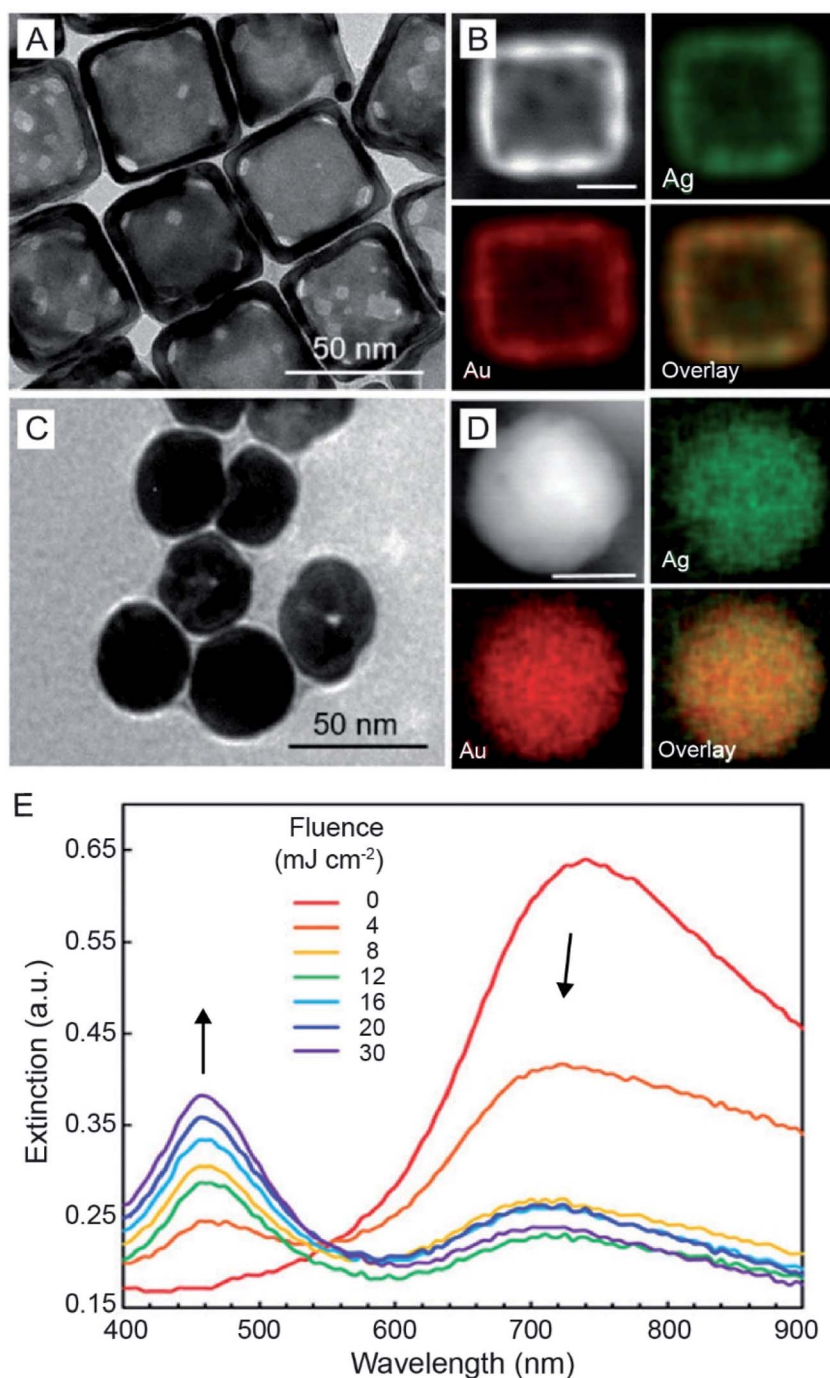 A
50 nm
B
Ag
Au
Overlay
C
50 nm
D
Ag
Au
Overlay
E
Fluence
(mJ cm⁻²)
0
4
8
12
16
20
30
Extinction (a.u.)
0.65
0.55
0.45
0.35
0.25
0.15
400
500
600
700
800
900
Wavelength (nm)